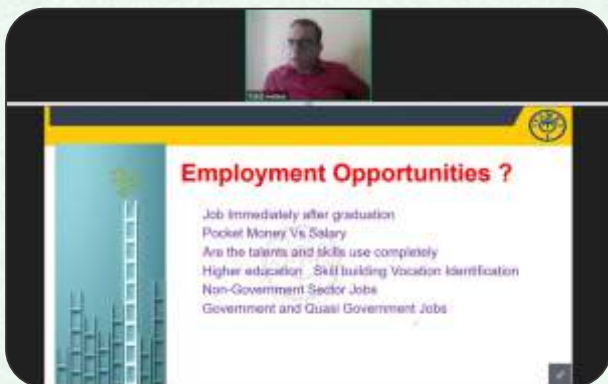 Employment Opportunities ?
Job Immediately after graduation
Pocket Money Vs Salary
Are the talents and skills use completely
Higher education Skill building Vocation Identification
Non-Government Sector Jobs
Government and Quasi Government Jobs